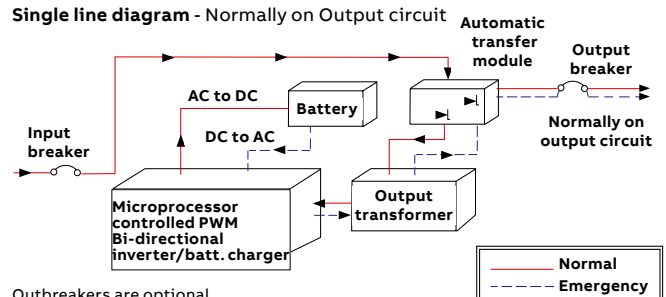 Single line diagram - Normally on Output circuit
Automatic
transfer
module
Output
breaker
AC to DC
Battery
DC to AC
Input
breaker
Normally on
output circuit
Microprocessor
controlled PWM
Bi-directional
inverter/batt. charger
Output
transformer
Normal
Emergency
Outbreakers are optional